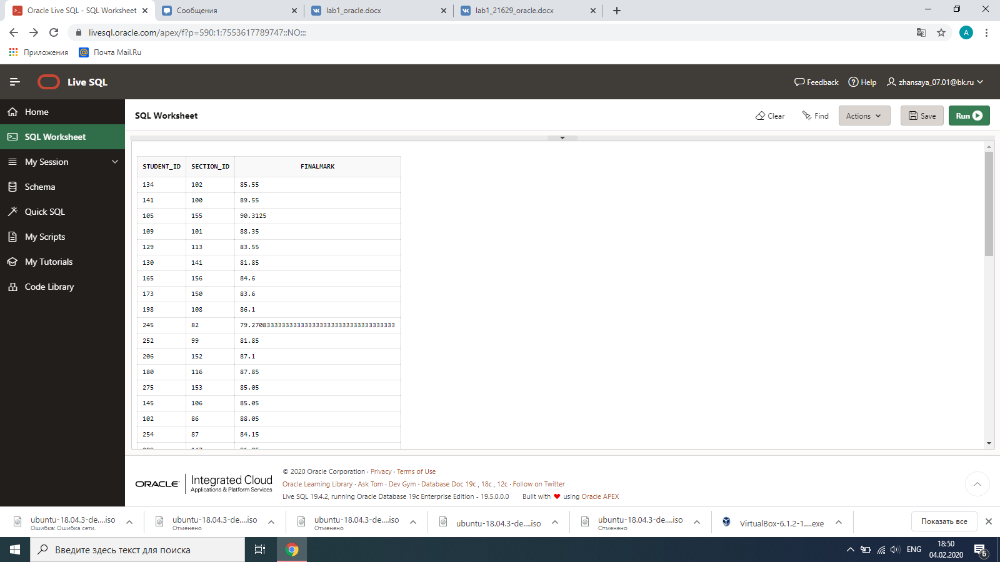 Oracle Live SQL - SQL Worksheet
Сообщения
lab1_oracle.docx
lab1_21629_oracle.docx
livesql.oracle.com/apex/f?p=590:1:7553617789747::NO:::
A
Приложения
Почта Mail.Ru
Live SQL
Feedback
Help
zhansaya_07.01@bk.ru
Home
SQL Worksheet
My Session
Schema
Quick SQL
My Scripts
My Tutorials
Code Library
SQL Worksheet
Clear
Find
Actions
Save
Run
STUDENT_ID SECTION_ID FINALMARK
134 102 85.55
141 100 89.55
105 155 90.3125
109 101 88.35
129 113 83.55
130 141 81.85
165 156 84.6
173 150 83.6
198 108 86.1
245 82 79.2708333333333333333333333333333333333
252 99 81.85
206 152 87.1
180 116 87.85
275 153 85.05
145 106 85.05
102 86 88.05
254 87 84.15
ORACLE Integrated Cloud
Applications & Platform Services
© 2020 Oracle Corporation · Privacy · Terms of Use
Oracle Learning Library · Ask Tom · Dev Gym · Database Doc 19c , 18c , 12c · Follow on Twitter
Live SQL 19.4.2, running Oracle Database 19c Enterprise Edition - 19.5.0.0.0 Built with ❤ using Oracle APEX
ubuntu-18.04.3-de....iso
Ошибка: Ошибка сети.
ubuntu-18.04.3-de....iso
Отменено
ubuntu-18.04.3-de....iso
Отменено
ubuntu-18.04.3-de....iso
ubuntu-18.04.3-de....iso
Отменено
VirtualBox-6.1.2-1....exe
Показать все
Введите здесь текст для поиска
ENG
18:50
04.02.2020
6